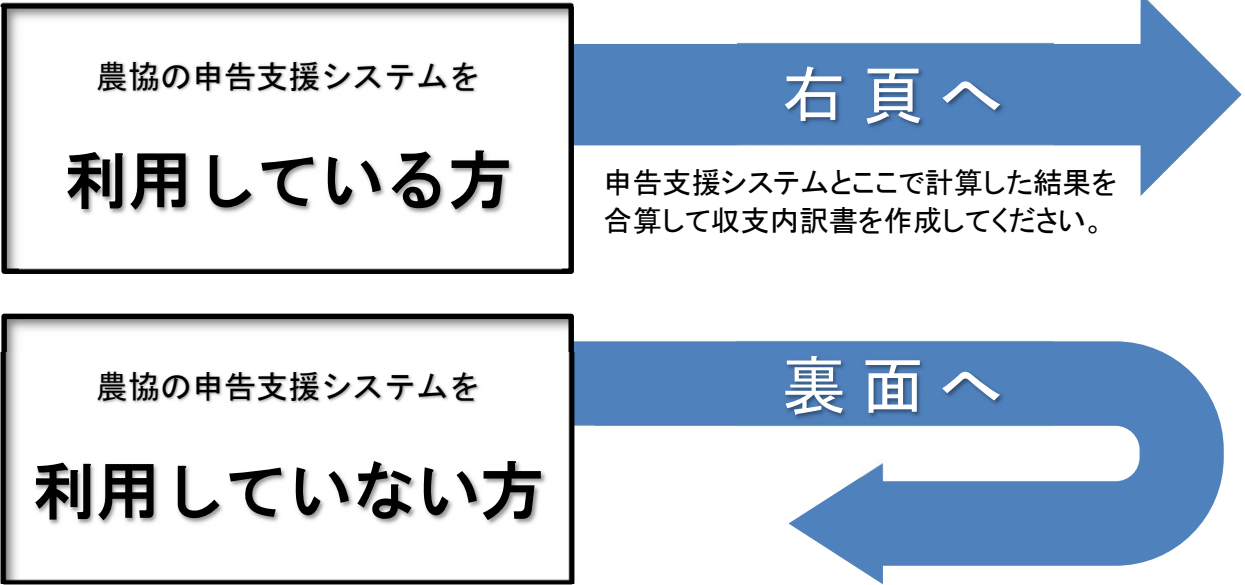 農協の申告支援システムを
利用している方
右頁へ
申告支援システムとここで計算した結果を
合算して収支内訳書を作成してください。
農協の申告支援システムを
利用していない方
裏面へ